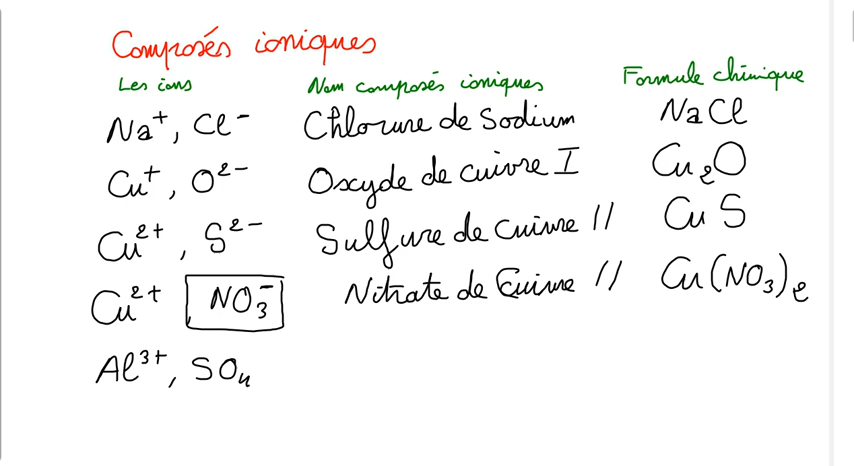 Composés ioniques
Les ions Nom composés ioniques Formule chimique
Na⁺, Cl⁻ Chlorure de Sodium NaCl
Cu⁺, O²⁻ Oxyde de cuivre I Cu₂O
Cu²⁺, S²⁻ Sulfure de Cuivre II CuS
Cu²⁺ NO₃⁻ Nitrate de Cuivre II Cu(NO₃)₂
Al³⁺, SO₄